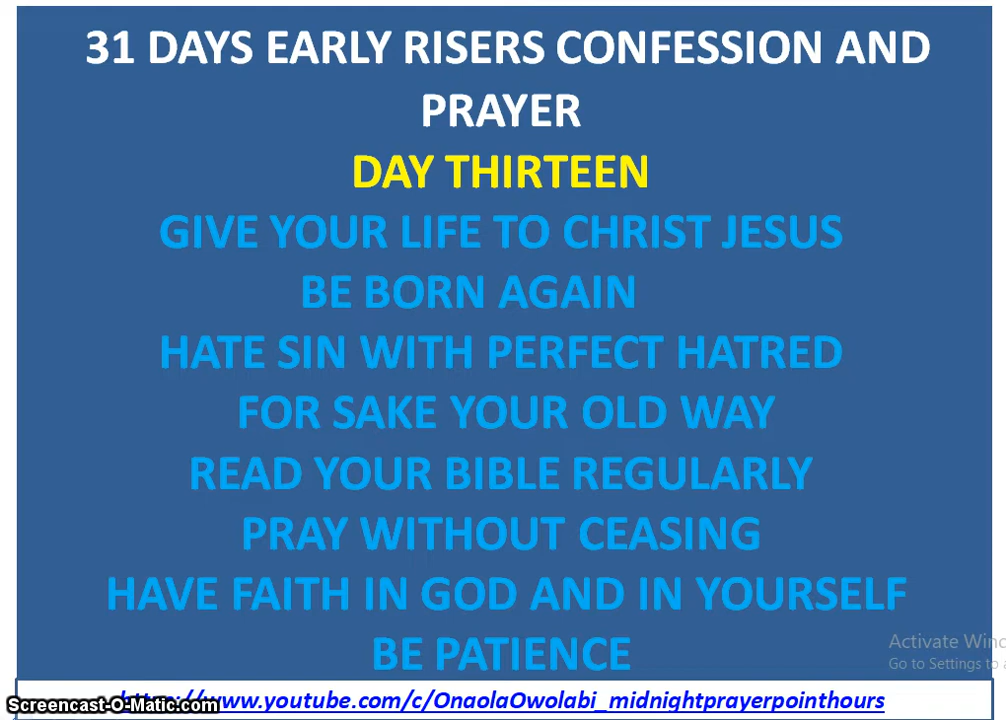 31 DAYS EARLY RISERS CONFESSION AND
PRAYER
DAY THIRTEEN
GIVE YOUR LIFE TO CHRIST JESUS
BE BORN AGAIN
HATE SIN WITH PERFECT HATRED
FOR SAKE YOUR OLD WAY
READ YOUR BIBLE REGULARLY
PRAY WITHOUT CEASING
HAVE FAITH IN GOD AND IN YOURSELF
BE PATIENCE
Activate Winc
Go to Settings to a
www.youtube.com/c/OnaolaOwolabi_midnightprayerpointhours
Screencast-O-Matic.com